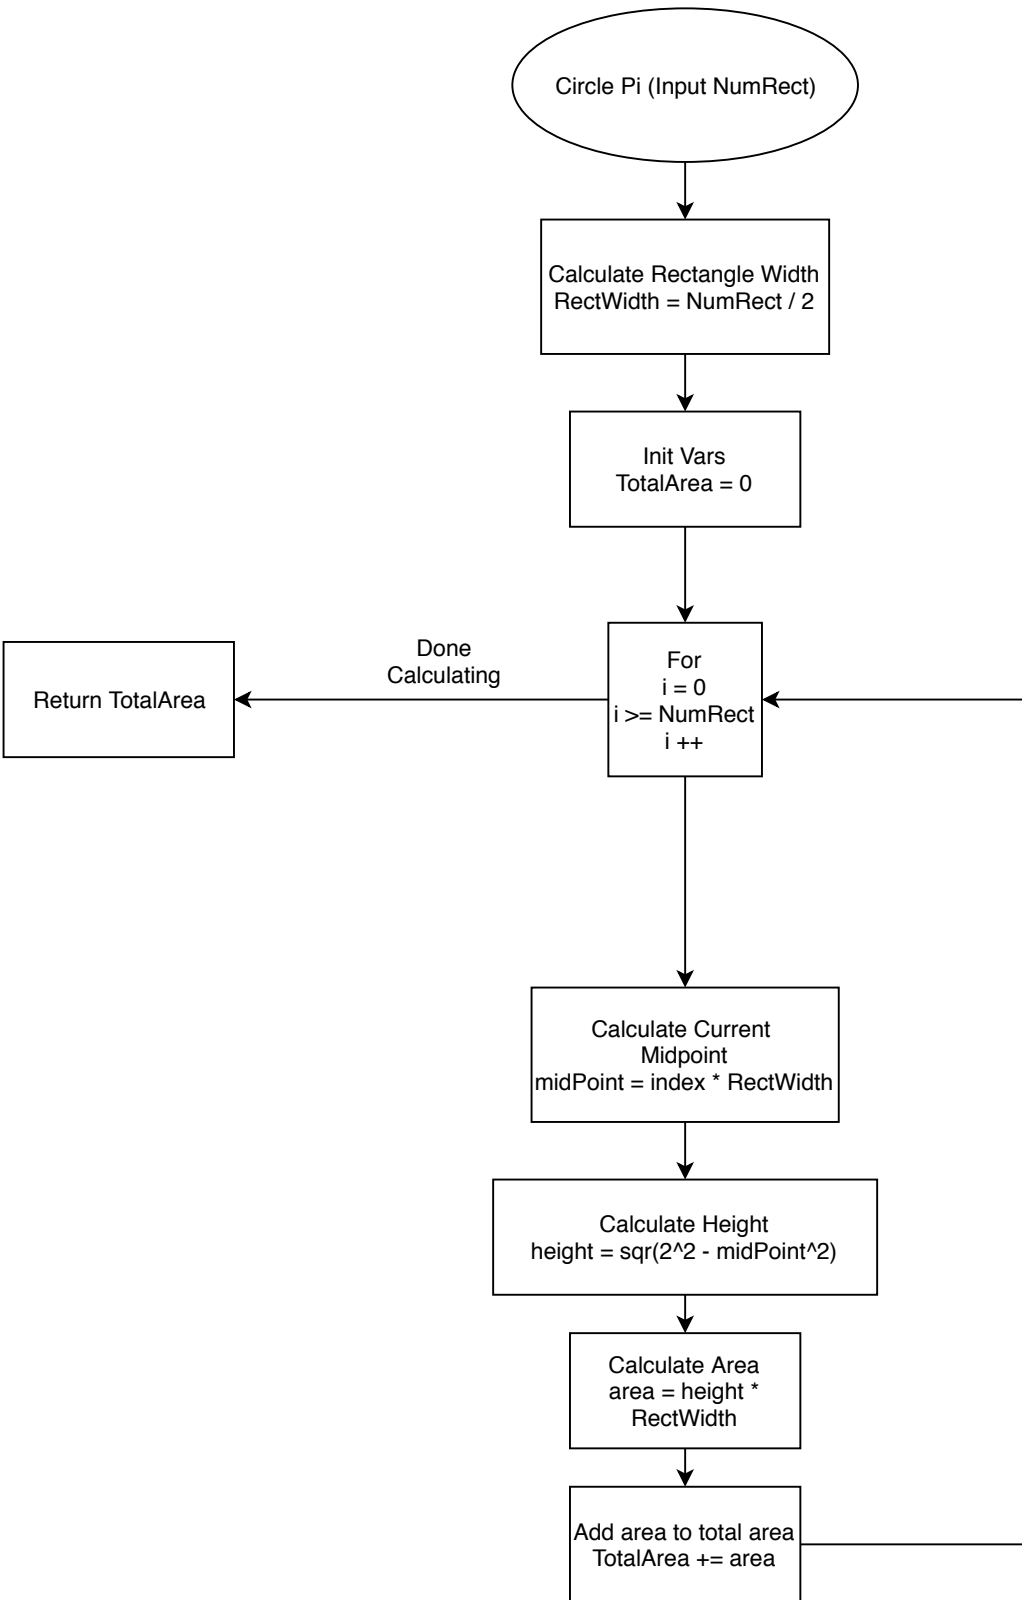 Circle Pi (Input NumRect)
Calculate Rectangle Width
RectWidth = NumRect / 2
Init Vars
TotalArea = 0
Done
Calculating
Return TotalArea
For
i = 0
i >= NumRect
i ++
Calculate Current
Midpoint
midPoint = index * RectWidth
Calculate Height
height = sqr(2^2 - midPoint^2)
Calculate Area
area = height *
RectWidth
Add area to total area
TotalArea += area